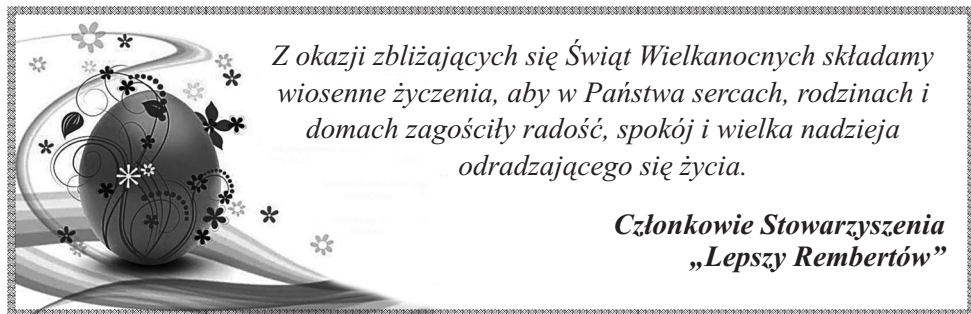 Z okazji zbliżających się Świąt Wielkanocnych składamy
wiosenne życzenia, aby w Państwa sercach, rodzinach i
domach zagościły radość, spokój i wielka nadzieja
odradzającego się życia.
Członkowie Stowarzyszenia
„Lepszy Rembertów”